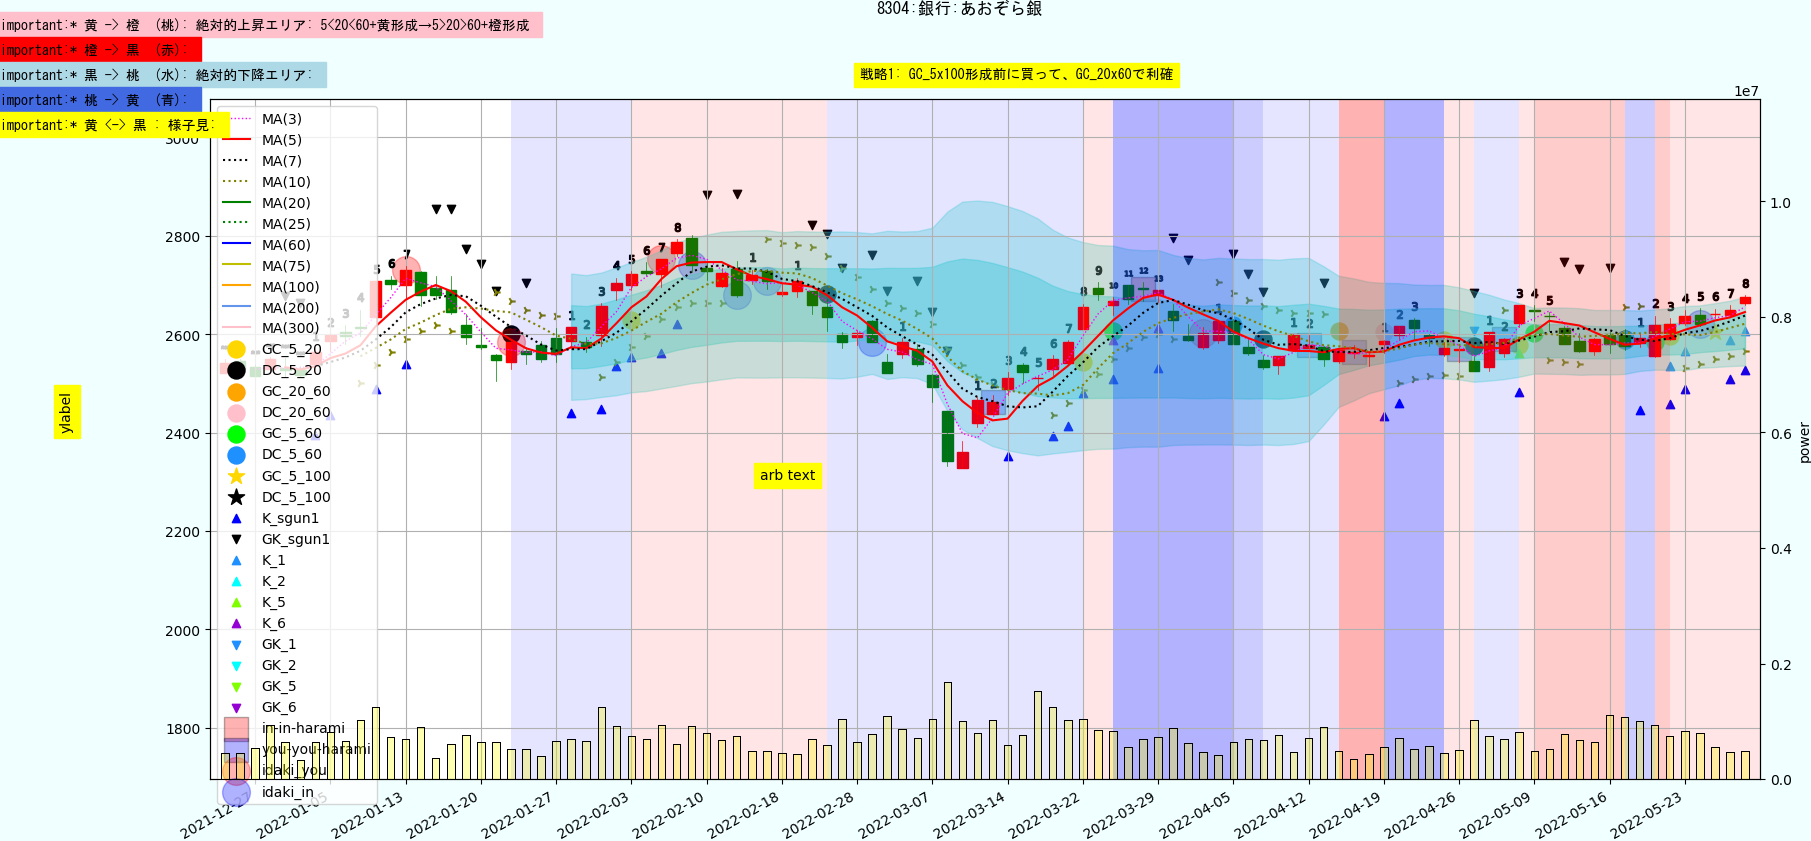 8304:銀行:あおぞら銀
important:* 黄 -> 橙 (桃): 絶対的上昇エリア: 5<20<60+黄形成→5>20>60+橙形成
important:* 橙 -> 黒 (赤):
important:* 黒 -> 桃 (水): 絶対的下降エリア:
戦略1: GC_5x100形成前に買って、GC_20x60で利確
important:* 桃 -> 黄 (青):
important:* 黄 <-> 黒 : 様子見:
1e7
MA(3)
MA(5)
MA(7)
MA(10)
MA(20)
MA(25)
MA(60)
MA(75)
MA(100)
MA(200)
MA(300)
GC_5_20
DC_5_20
GC_20_60
DC_20_60
GC_5_60
DC_5_60
GC_5_100
DC_5_100
K_sgun1
GK_sgun1
K_1
K_2
K_5
K_6
GK_1
GK_2
GK_5
GK_6
in-in-harami
you-you-harami
idaki_you
idaki_in
3000
2800
2600
2400
2200
2000
1800
ylabel
arb text
1.0
0.8
0.6
0.4
0.2
0.0
power
2021-12-27
2022-01-05
2022-01-13
2022-01-20
2022-01-27
2022-02-03
2022-02-10
2022-02-18
2022-02-28
2022-03-07
2022-03-14
2022-03-22
2022-03-29
2022-04-05
2022-04-12
2022-04-19
2022-04-26
2022-05-09
2022-05-16
2022-05-23